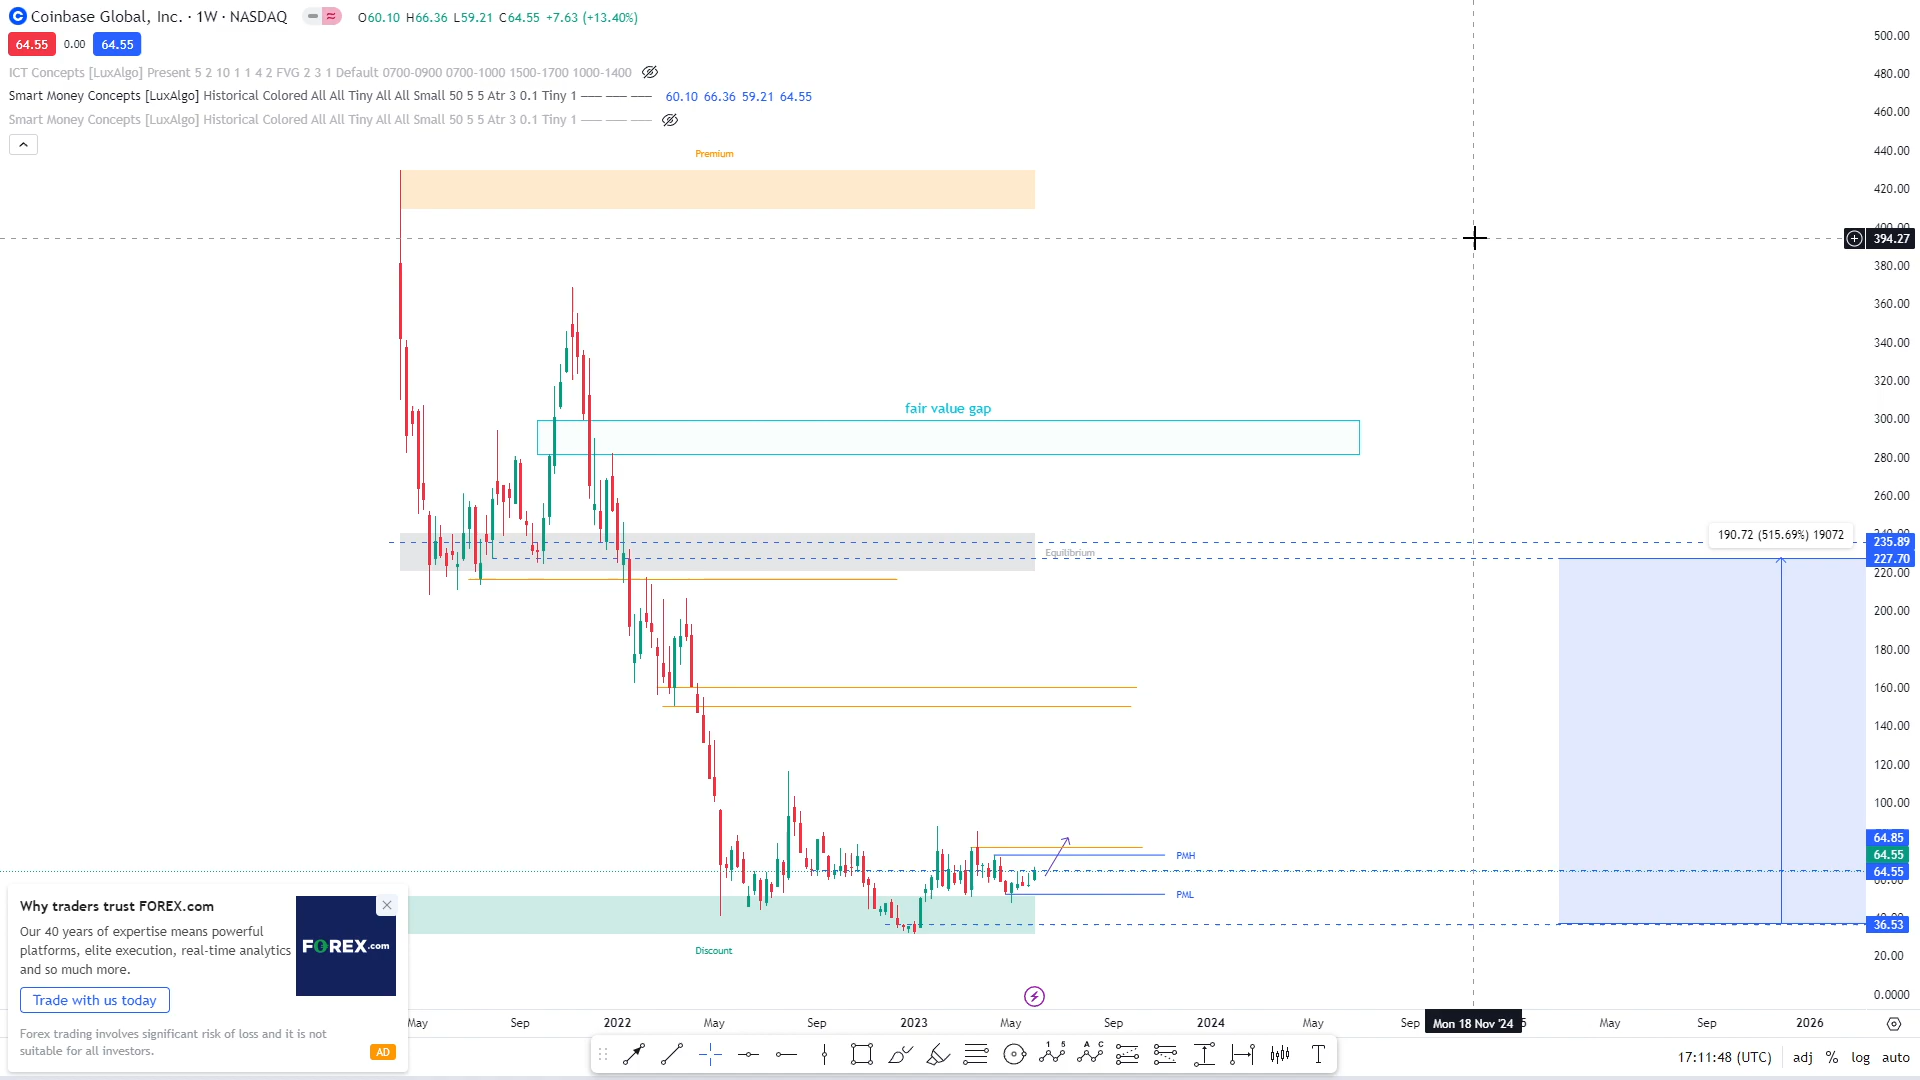 Coinbase Global, Inc. · 1W · NASDAQ O60.10 H66.36 L59.21 C64.55 +7.63 (+13.40%)
64.55 0.00 64.55
ICT Concepts [LuxAlgo] Present 5 2 10 1 1 4 2 FVG 2 3 1 Default 0700-0900 0700-1000 1500-1700 1000-1400
Smart Money Concepts [LuxAlgo] Historical Colored All All Tiny All All Small 50 5 5 Atr 3 0.1 Tiny 1 60.10 66.36 59.21 64.55
Smart Money Concepts [LuxAlgo] Historical Colored All All Tiny All All Small 50 5 5 Atr 3 0.1 Tiny 1
Premium
fair value gap
Equilibrium
190.72 (515.69%) 19072
PMH
PML
Discount
500.00
480.00
460.00
440.00
420.00
394.27
380.00
360.00
340.00
320.00
300.00
280.00
260.00
235.89
227.70
220.00
200.00
180.00
160.00
140.00
120.00
100.00
64.85
64.55
64.55
36.53
20.00
0.0000
Why traders trust FOREX.com
Our 40 years of expertise means powerful
platforms, elite execution, real-time analytics
and so much more.
FOREX.com
Trade with us today
Forex trading involves significant risk of loss and it is not
suitable for all investors.
AD
May Sep 2022 May Sep 2023 May Sep 2024 May Sep Mon 18 Nov '24 May Sep 2026
17:11:48 (UTC) adj % log auto